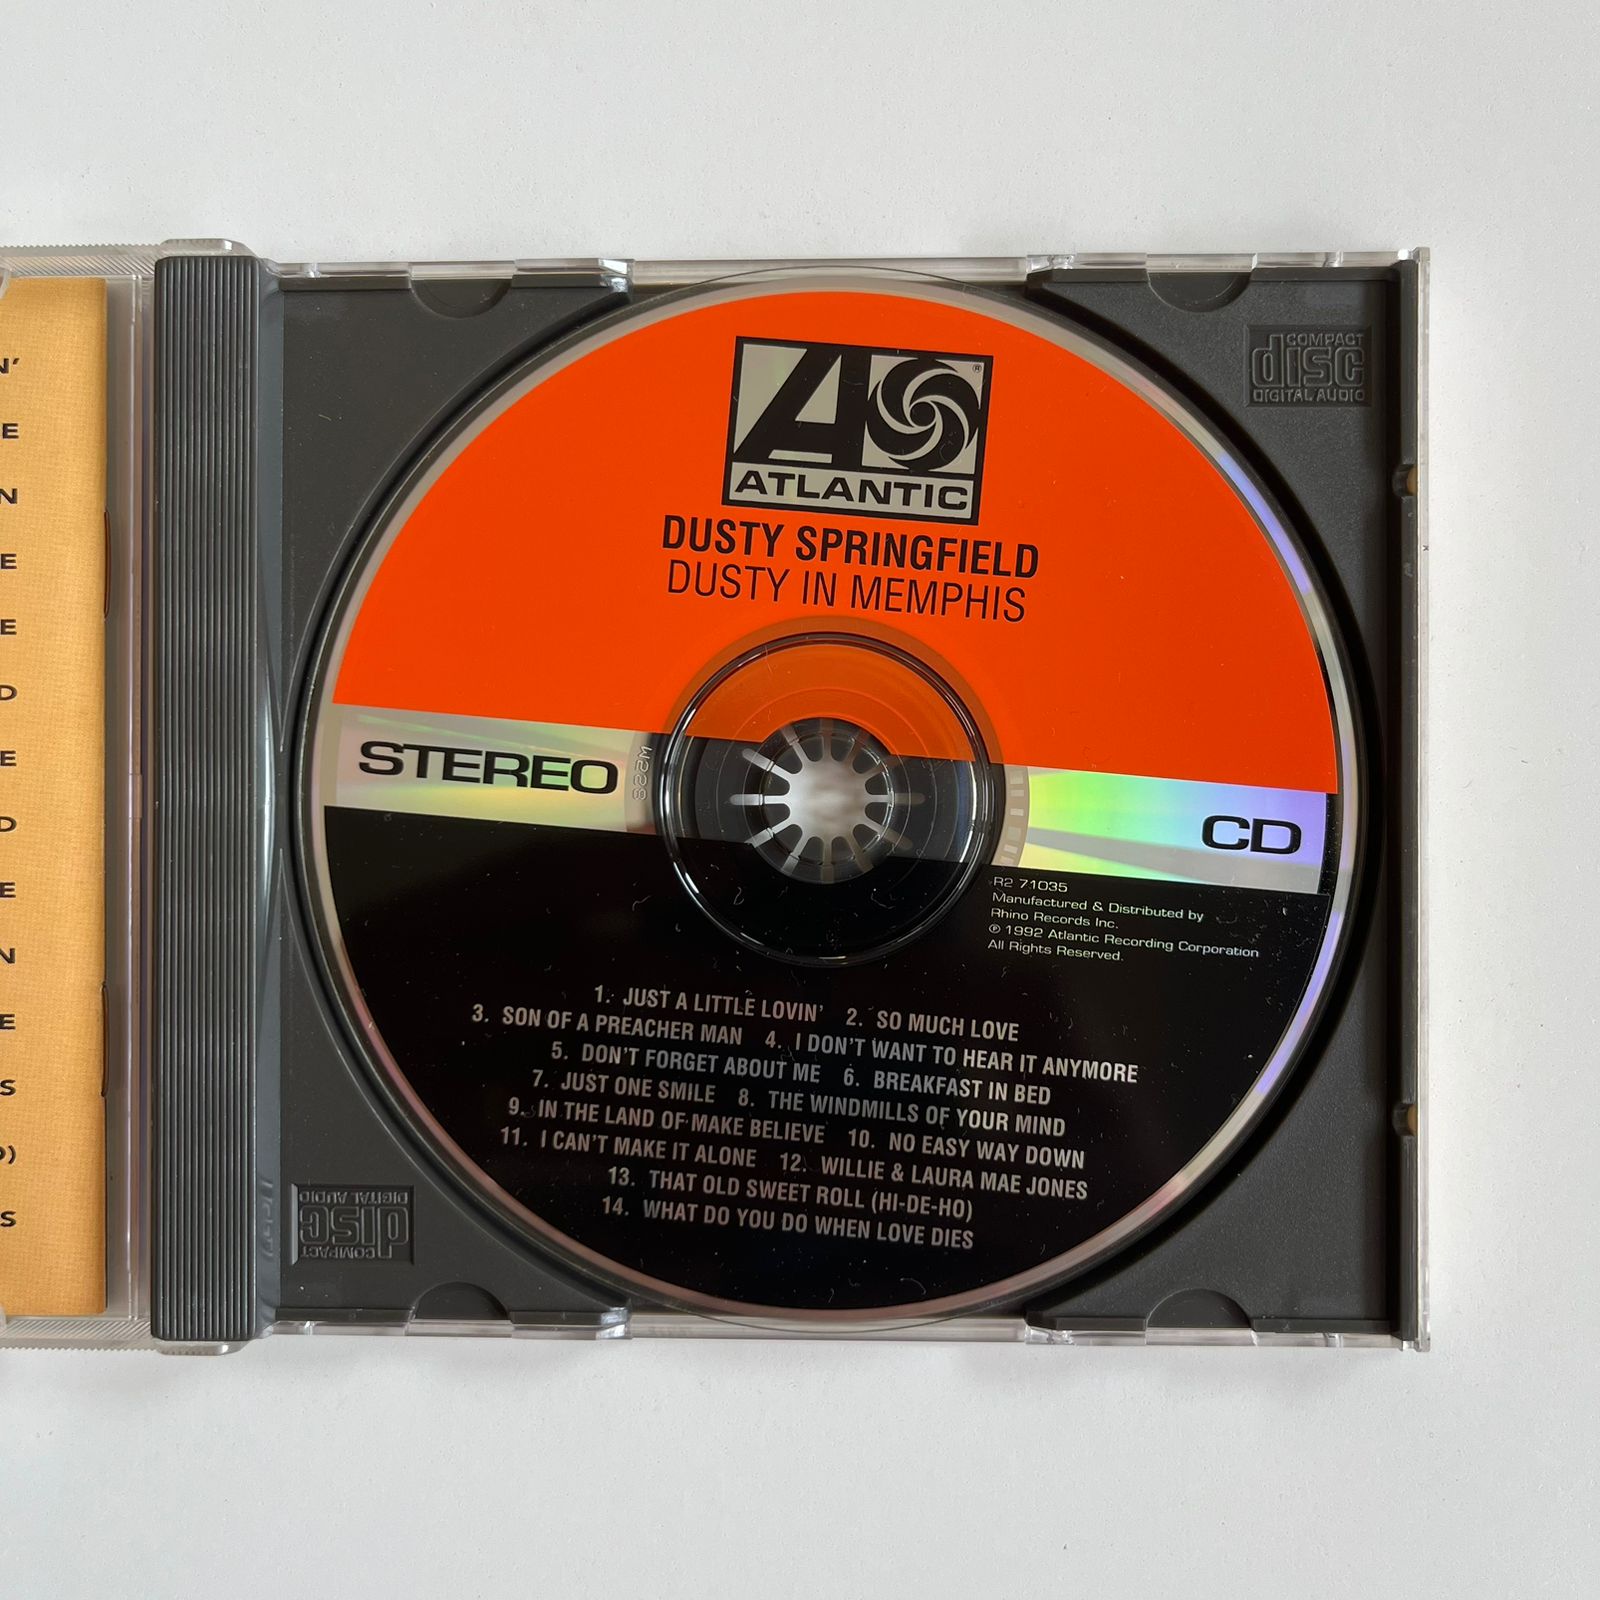 N'
E
N
E
E
D
E
D
E
N
E
S
O)
S
COMPACT
disc
DIGITAL AUDIO
ATLANTIC
®
DUSTY SPRINGFIELD
DUSTY IN MEMPHIS
STEREO
CD
R2 71035
Manufactured & Distributed by
Rhino Records Inc.
℗ 1992 Atlantic Recording Corporation
All Rights Reserved.
1. JUST A LITTLE LOVIN' 2. SO MUCH LOVE
3. SON OF A PREACHER MAN 4. I DON'T WANT TO HEAR IT ANYMORE
5. DON'T FORGET ABOUT ME 6. BREAKFAST IN BED
7. JUST ONE SMILE 8. THE WINDMILLS OF YOUR MIND
9. IN THE LAND OF MAKE BELIEVE 10. NO EASY WAY DOWN
11. I CAN'T MAKE IT ALONE 12. WILLIE & LAURA MAE JONES
13. THAT OLD SWEET ROLL (HI-DE-HO)
14. WHAT DO YOU DO WHEN LOVE DIES
COMPACT
disc
DIGITAL AUDIO